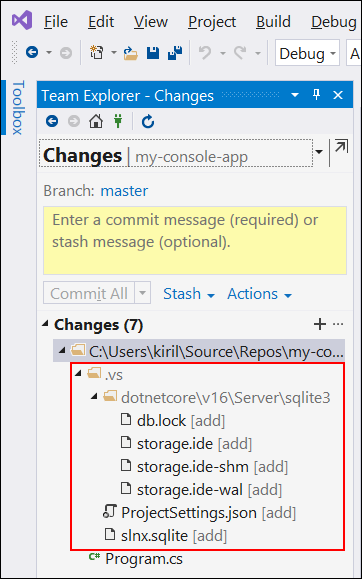 File Edit View Project Build Debug
Debug A
Toolbox
Team Explorer - Changes
Changes | my-console-app
Branch: master
Enter a commit message (required) or
stash message (optional).
Commit All Stash Actions
Changes (7)
C:\Users\kiril\Source\Repos\my-co...
.vs
dotnetcore\v16\Server\sqlite3
db.lock [add]
storage.ide [add]
storage.ide-shm [add]
storage.ide-wal [add]
ProjectSettings.json [add]
slnx.sqlite [add]
C# Program.cs